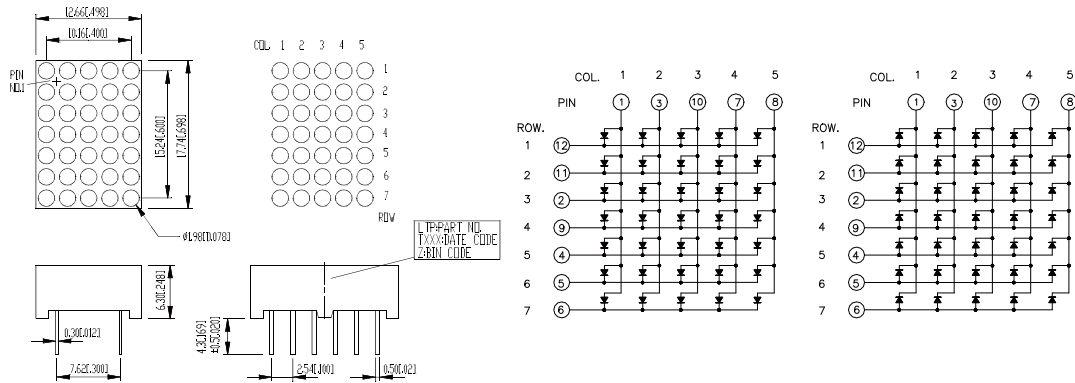 12.66[.498]
10.16[.400]
PIN
NO.1
15.24[.600]
17.74[.698]
ø1.98[0.078]
COL. 1 2 3 4 5
1
2
3
4
5
6
7
ROW
LTP:PART NO.
TXXX:DATE CODE
Z:BIN CODE
6.30[.248]
0.30[.012]
7.62[.300]
4.3[.169]
±0.5[.020]
2.54[.100]
0.50[.02]
COL. 1 2 3 4 5
PIN 1 3 10 7 8
ROW.
1 12
2 11
3 2
4 9
5 4
6 5
7 6
COL. 1 2 3 4 5
PIN 1 3 10 7 8
ROW.
1 12
2 11
3 2
4 9
5 4
6 5
7 6